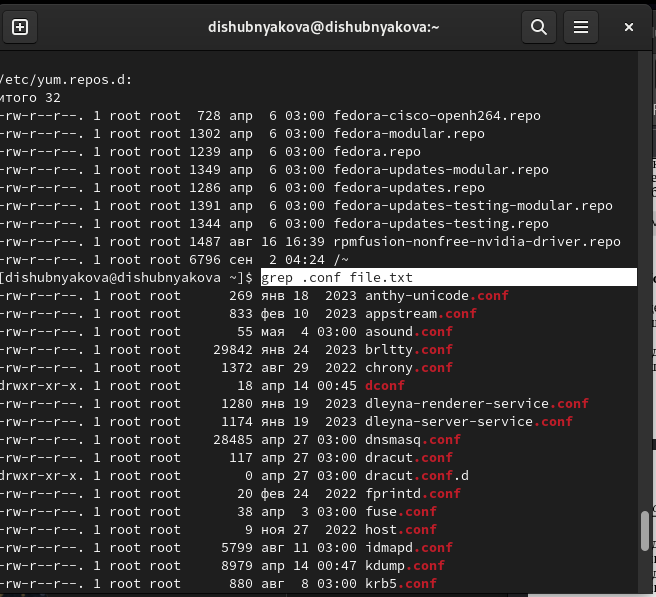 dishubnyakova@dishubnyakova:~
/etc/yum.repos.d:
итого 32
-rw-r--r--. 1 root root  728 апр  6 03:00 fedora-cisco-openh264.repo
-rw-r--r--. 1 root root 1302 апр  6 03:00 fedora-modular.repo
-rw-r--r--. 1 root root 1239 апр  6 03:00 fedora.repo
-rw-r--r--. 1 root root 1349 апр  6 03:00 fedora-updates-modular.repo
-rw-r--r--. 1 root root 1286 апр  6 03:00 fedora-updates.repo
-rw-r--r--. 1 root root 1391 апр  6 03:00 fedora-updates-testing-modular.repo
-rw-r--r--. 1 root root 1344 апр  6 03:00 fedora-updates-testing.repo
-rw-r--r--. 1 root root 1487 авг 16 16:39 rpmfusion-nonfree-nvidia-driver.repo
-rw-r--r--. 1 root root 6796 сен  2 04:24 /~
[dishubnyakova@dishubnyakova ~]$ grep .conf file.txt
-rw-r--r--. 1 root root      269 янв 18  2023 anthy-unicode.conf
-rw-r--r--. 1 root root      833 фев 10  2023 appstream.conf
-rw-r--r--. 1 root root       55 мая  4 03:00 asound.conf
-rw-r--r--. 1 root root    29842 янв 24  2023 brltty.conf
-rw-r--r--. 1 root root     1372 авг 29  2022 chrony.conf
drwxr-xr-x. 1 root root       18 апр 14 00:45 dconf
-rw-r--r--. 1 root root     1280 янв 19  2023 dleyna-renderer-service.conf
-rw-r--r--. 1 root root     1174 янв 19  2023 dleyna-server-service.conf
-rw-r--r--. 1 root root    28485 апр 27 03:00 dnsmasq.conf
-rw-r--r--. 1 root root      117 апр 27 03:00 dracut.conf
drwxr-xr-x. 1 root root        0 апр 27 03:00 dracut.conf.d
-rw-r--r--. 1 root root       20 фев 24  2022 fprintd.conf
-rw-r--r--. 1 root root       38 апр  3 03:00 fuse.conf
-rw-r--r--. 1 root root        9 ноя 27  2022 host.conf
-rw-r--r--. 1 root root     5799 авг 11 03:00 idmapd.conf
-rw-r--r--. 1 root root     8979 апр 14 00:47 kdump.conf
-rw-r--r--. 1 root root      880 авг  8 03:00 krb5.conf